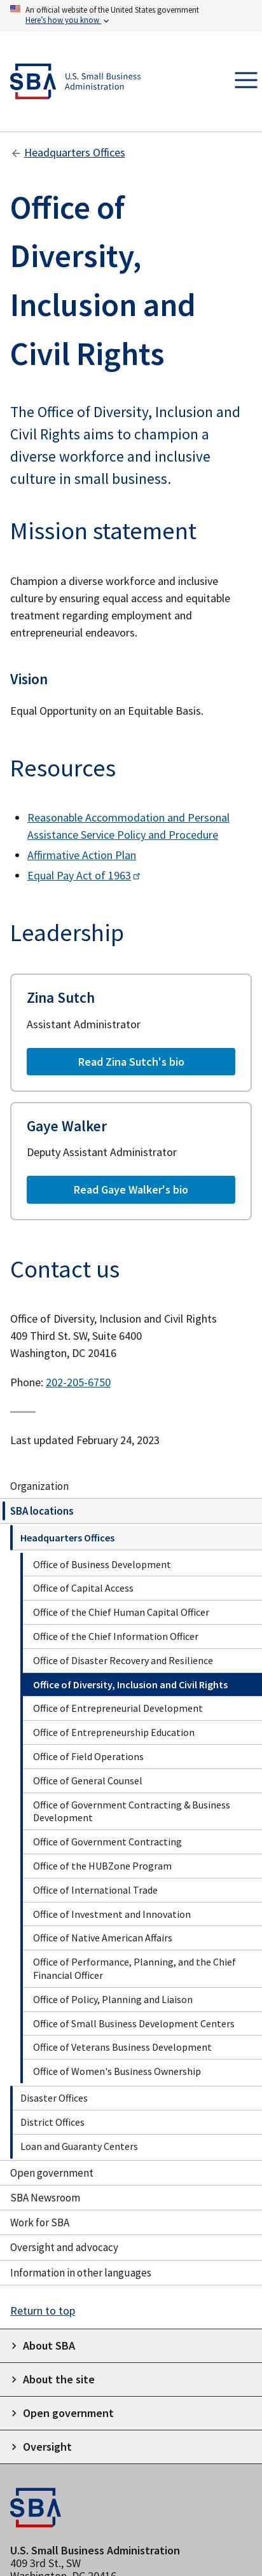 An official website of the United States government
Here's how you know
SBA
U.S. Small Business
Administration
Headquarters Offices
Office of
Diversity,
Inclusion and
Civil Rights
The Office of Diversity, Inclusion and
Civil Rights aims to champion a
diverse workforce and inclusive
culture in small business.
Mission statement
Champion a diverse workforce and inclusive
culture by ensuring equal access and equitable
treatment regarding employment and
entrepreneurial endeavors.
Vision
Equal Opportunity on an Equitable Basis.
Resources
Reasonable Accommodation and Personal
Assistance Service Policy and Procedure
Affirmative Action Plan
Equal Pay Act of 1963
Leadership
Zina Sutch
Assistant Administrator
Read Zina Sutch's bio
Gaye Walker
Deputy Assistant Administrator
Read Gaye Walker's bio
Contact us
Office of Diversity, Inclusion and Civil Rights
409 Third St. SW, Suite 6400
Washington, DC 20416
Phone: 202-205-6750
Last updated February 24, 2023
Organization
SBA locations
Headquarters Offices
Office of Business Development
Office of Capital Access
Office of the Chief Human Capital Officer
Office of the Chief Information Officer
Office of Disaster Recovery and Resilience
Office of Diversity, Inclusion and Civil Rights
Office of Entrepreneurial Development
Office of Entrepreneurship Education
Office of Field Operations
Office of General Counsel
Office of Government Contracting & Business
Development
Office of Government Contracting
Office of the HUBZone Program
Office of International Trade
Office of Investment and Innovation
Office of Native American Affairs
Office of Performance, Planning, and the Chief
Financial Officer
Office of Policy, Planning and Liaison
Office of Small Business Development Centers
Office of Veterans Business Development
Office of Women's Business Ownership
Disaster Offices
District Offices
Loan and Guaranty Centers
Open government
SBA Newsroom
Work for SBA
Oversight and advocacy
Information in other languages
Return to top
About SBA
About the site
Open government
Oversight
SBA
U.S. Small Business Administration
409 3rd St., SW
Washington, DC 20416